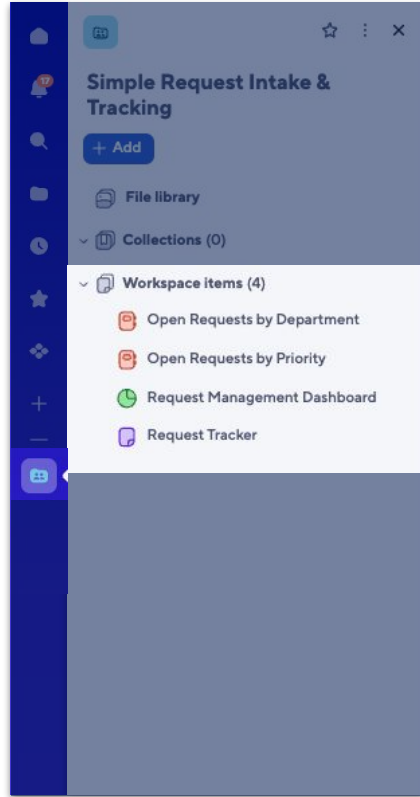 17
Simple Request Intake &
Tracking
+ Add
File library
Collections (0)
Workspace items (4)
Open Requests by Department
Open Requests by Priority
Request Management Dashboard
Request Tracker